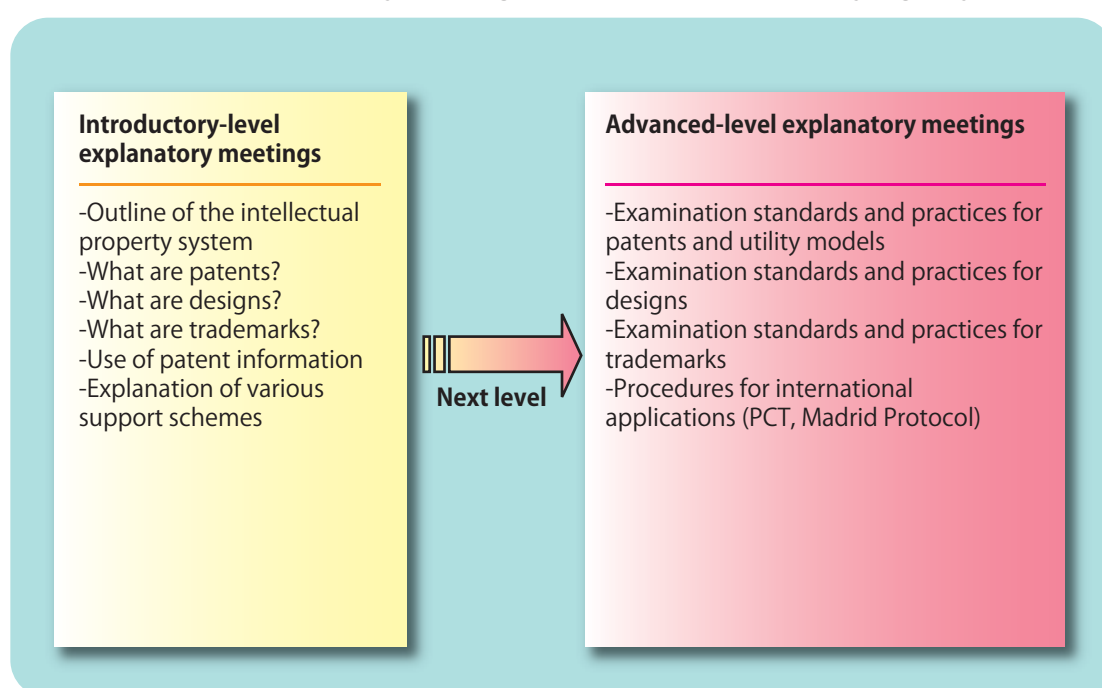 Introductory-level
explanatory meetings
-Outline of the intellectual
property system
-What are patents?
-What are designs?
-What are trademarks?
-Use of patent information
-Explanation of various
support schemes
Next level
Advanced-level explanatory meetings
-Examination standards and practices for
patents and utility models
-Examination standards and practices for
designs
-Examination standards and practices for
trademarks
-Procedures for international
applications (PCT, Madrid Protocol)